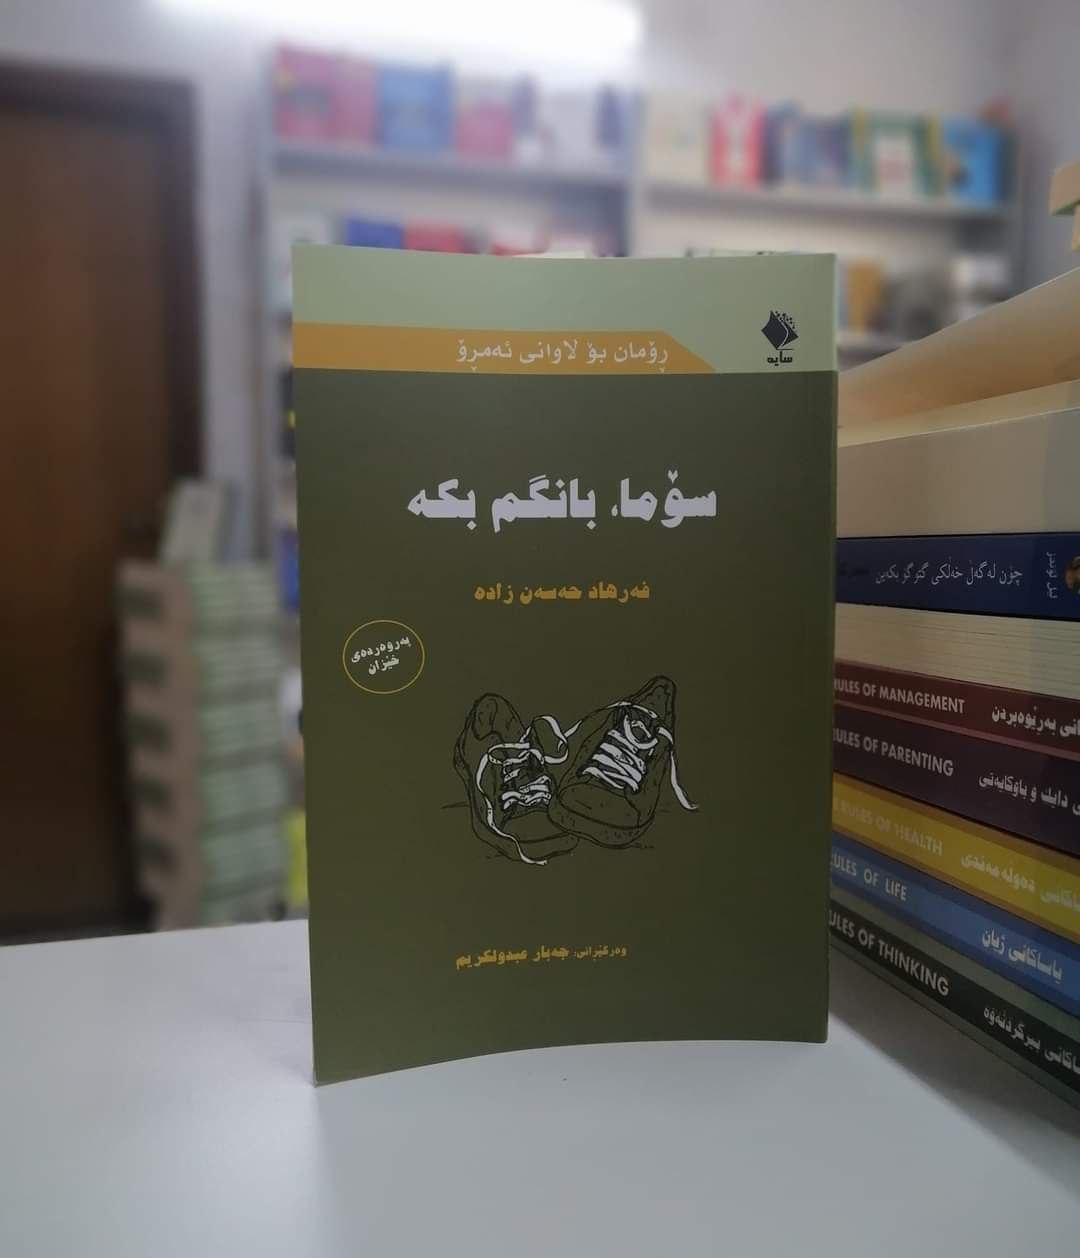 سایە
ڕۆمان بۆ لاوانی ئەمڕۆ
سۆما، بانگم بکە
فەرهاد حەسەن زادە
پەروەردەی
خێزان
وەرگێڕانی: جەبار عبدولکریم
چۆن لەگەڵ خەڵکی گفتوگۆ بکەین
RULES OF MANAGEMENT
بەڕێوەبردن
RULES OF PARENTING
دایک و باوکایەتی
RULES OF HEALTH
دەوڵەمەندی
RULES OF LIFE
یاساکانی ژیان
RULES OF THINKING
بیرکردنەوە